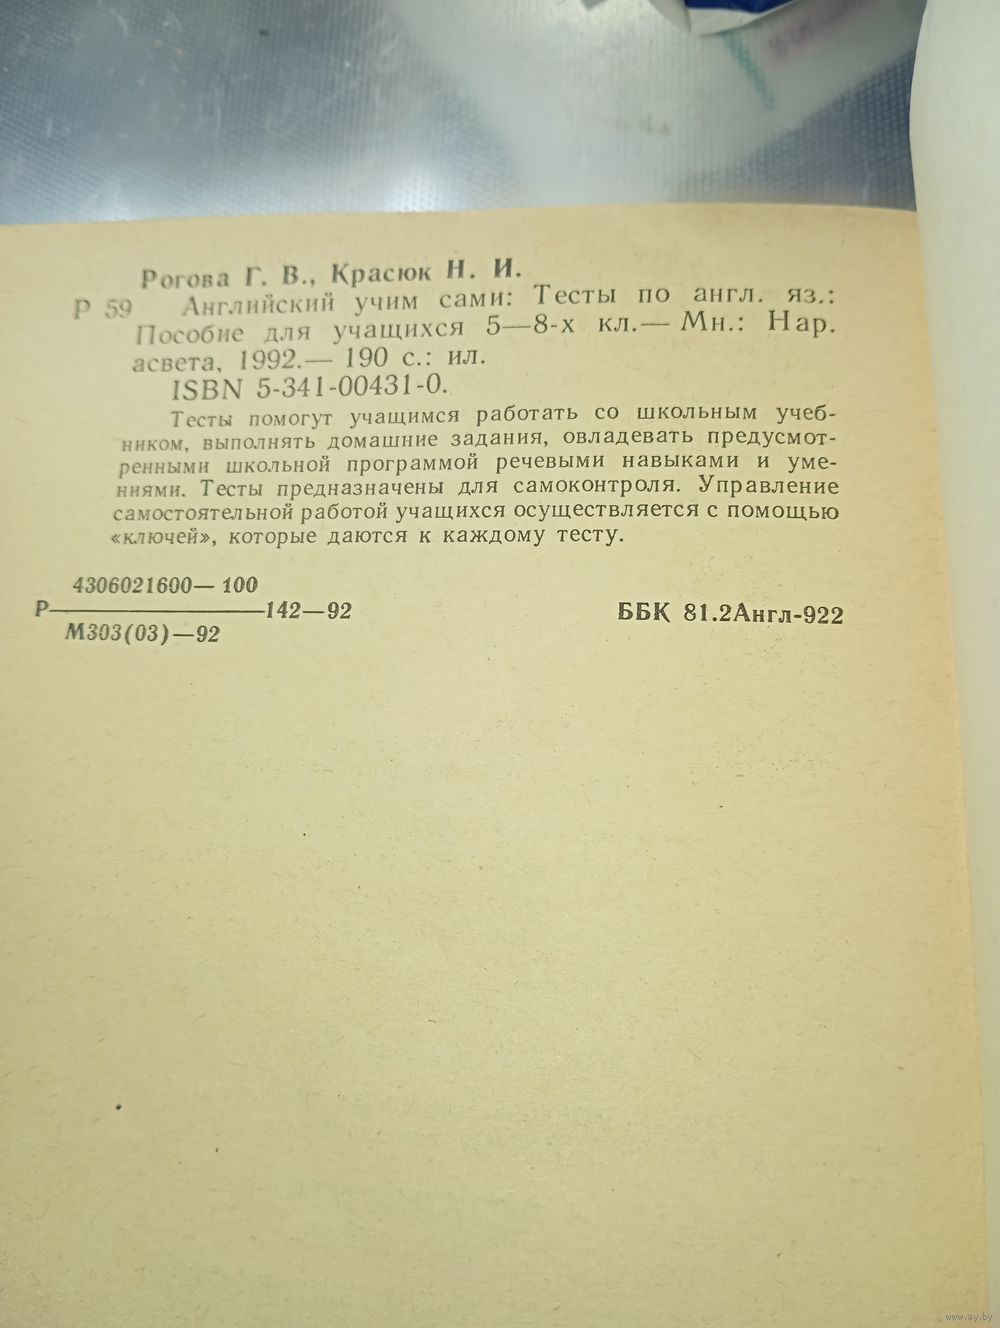 Рогова Г. В., Красюк Н. И.
Р 59 Английский учим сами: Тесты по англ. яз.:
Пособие для учащихся 5—8-х кл.— Мн.: Нар.
асвета, 1992.— 190 с.: ил.
ISBN 5-341-00431-0.
Тесты помогут учащимся работать со школьным учеб-
ником, выполнять домашние задания, овладевать предусмот-
ренными школьной программой речевыми навыками и уме-
ниями. Тесты предназначены для самоконтроля. Управление
самостоятельной работой учащихся осуществляется с помощью
«ключей», которые даются к каждому тесту.
4306021600—100
Р————142—92 ББК 81.2Англ-922
М303(03)—92
www.ay.by